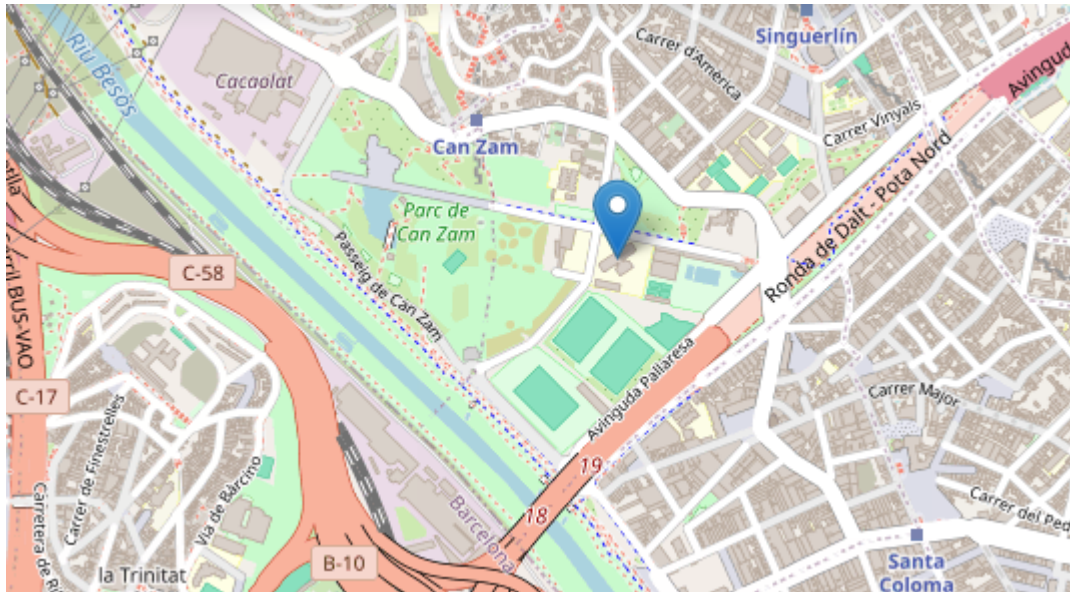 Riu Besòs
Cacaolat
Singuerlín
Carrer d'Amèrica
Avingud
Carrer Vinyals
Can Zam
Parc de
Can Zam
Passeig de Can Zam
Ronda de Dalt - Pota Nord
C-58
BUS-VAO
C-17
Avinguda Pallaresa
Carrer Major
Carrer de Finestrelles
Via de Bàrcino
19
18
Carretera de Ri
Barcelona
Carrer del Ped
la Trinitat
B-10
Santa
Coloma